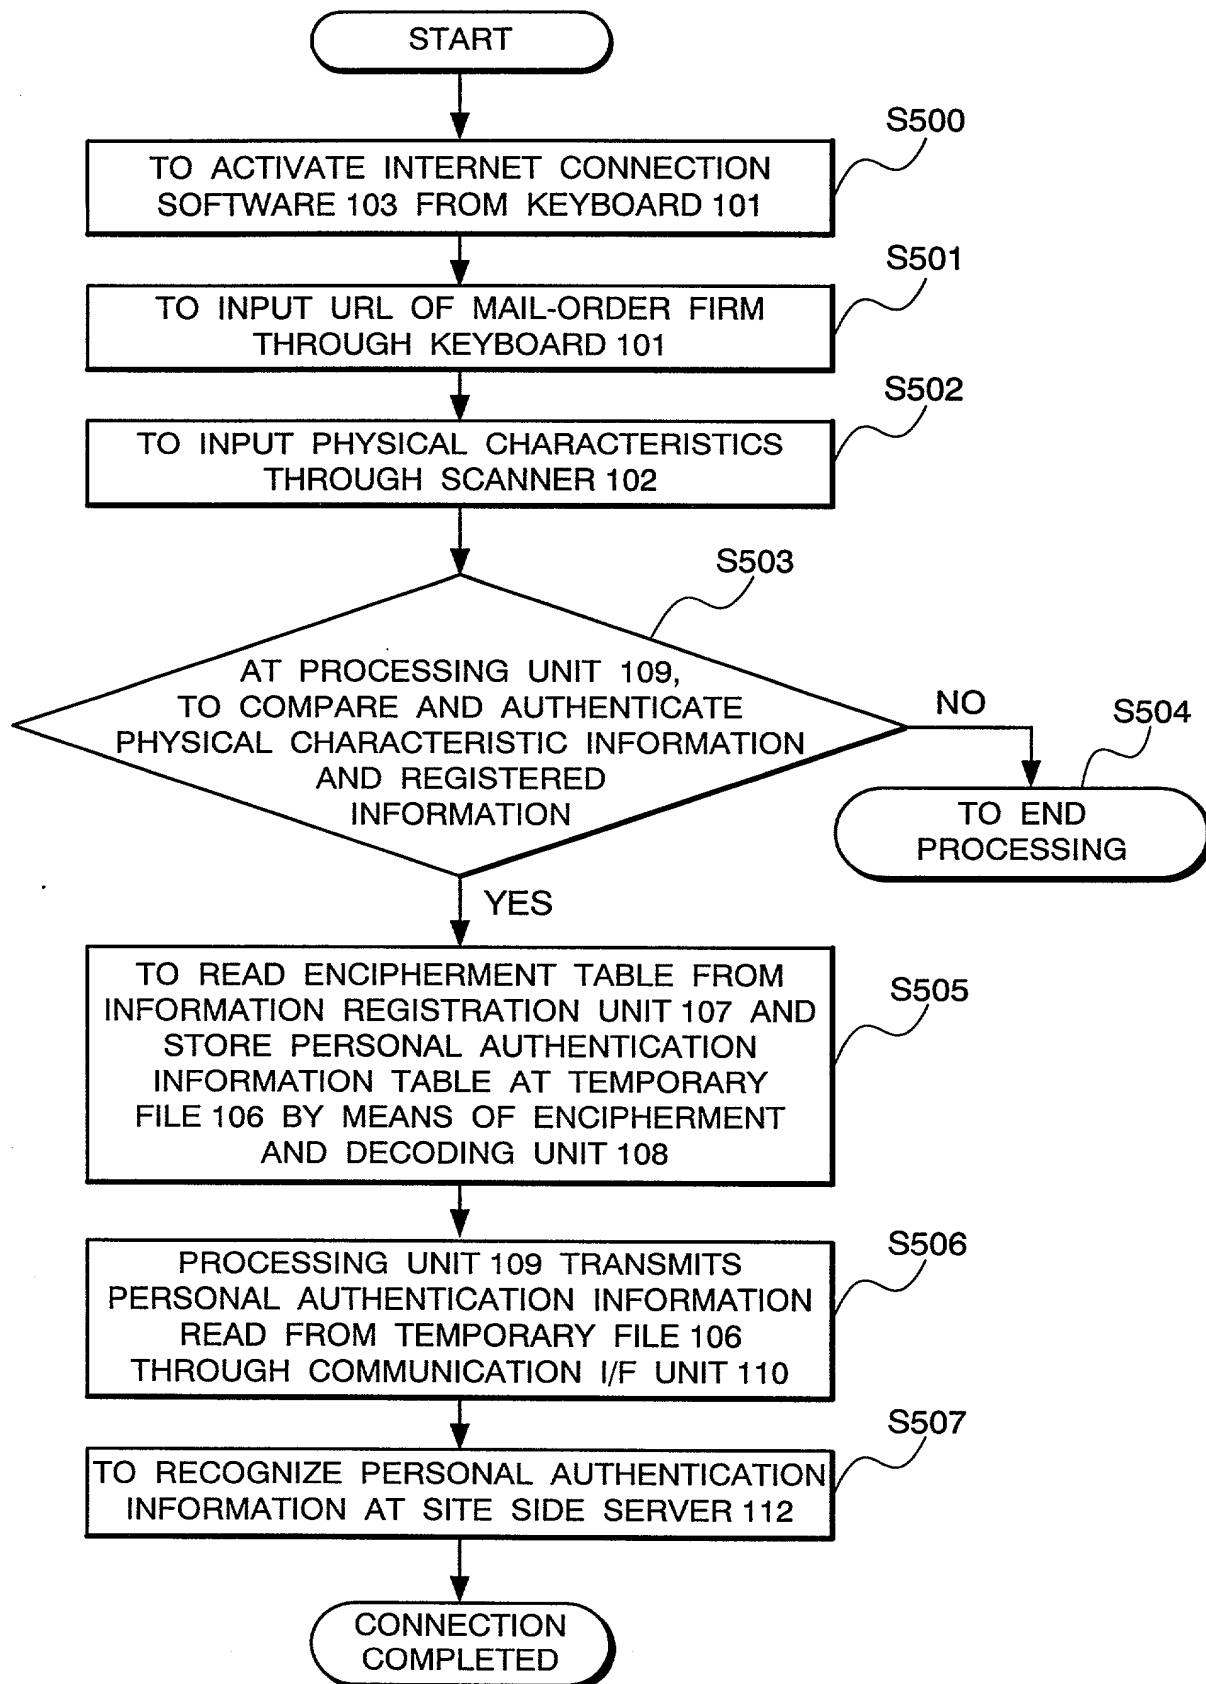 START
S500
TO ACTIVATE INTERNET CONNECTION
SOFTWARE 103 FROM KEYBOARD 101
S501
TO INPUT URL OF MAIL-ORDER FIRM
THROUGH KEYBOARD 101
S502
TO INPUT PHYSICAL CHARACTERISTICS
THROUGH SCANNER 102
S503
AT PROCESSING UNIT 109,
TO COMPARE AND AUTHENTICATE
PHYSICAL CHARACTERISTIC INFORMATION
AND REGISTERED
INFORMATION
NO
S504
TO END
PROCESSING
YES
S505
TO READ ENCIPHERMENT TABLE FROM
INFORMATION REGISTRATION UNIT 107 AND
STORE PERSONAL AUTHENTICATION
INFORMATION TABLE AT TEMPORARY
FILE 106 BY MEANS OF ENCIPHERMENT
AND DECODING UNIT 108
S506
PROCESSING UNIT 109 TRANSMITS
PERSONAL AUTHENTICATION INFORMATION
READ FROM TEMPORARY FILE 106
THROUGH COMMUNICATION I/F UNIT 110
S507
TO RECOGNIZE PERSONAL AUTHENTICATION
INFORMATION AT SITE SIDE SERVER 112
CONNECTION
COMPLETED